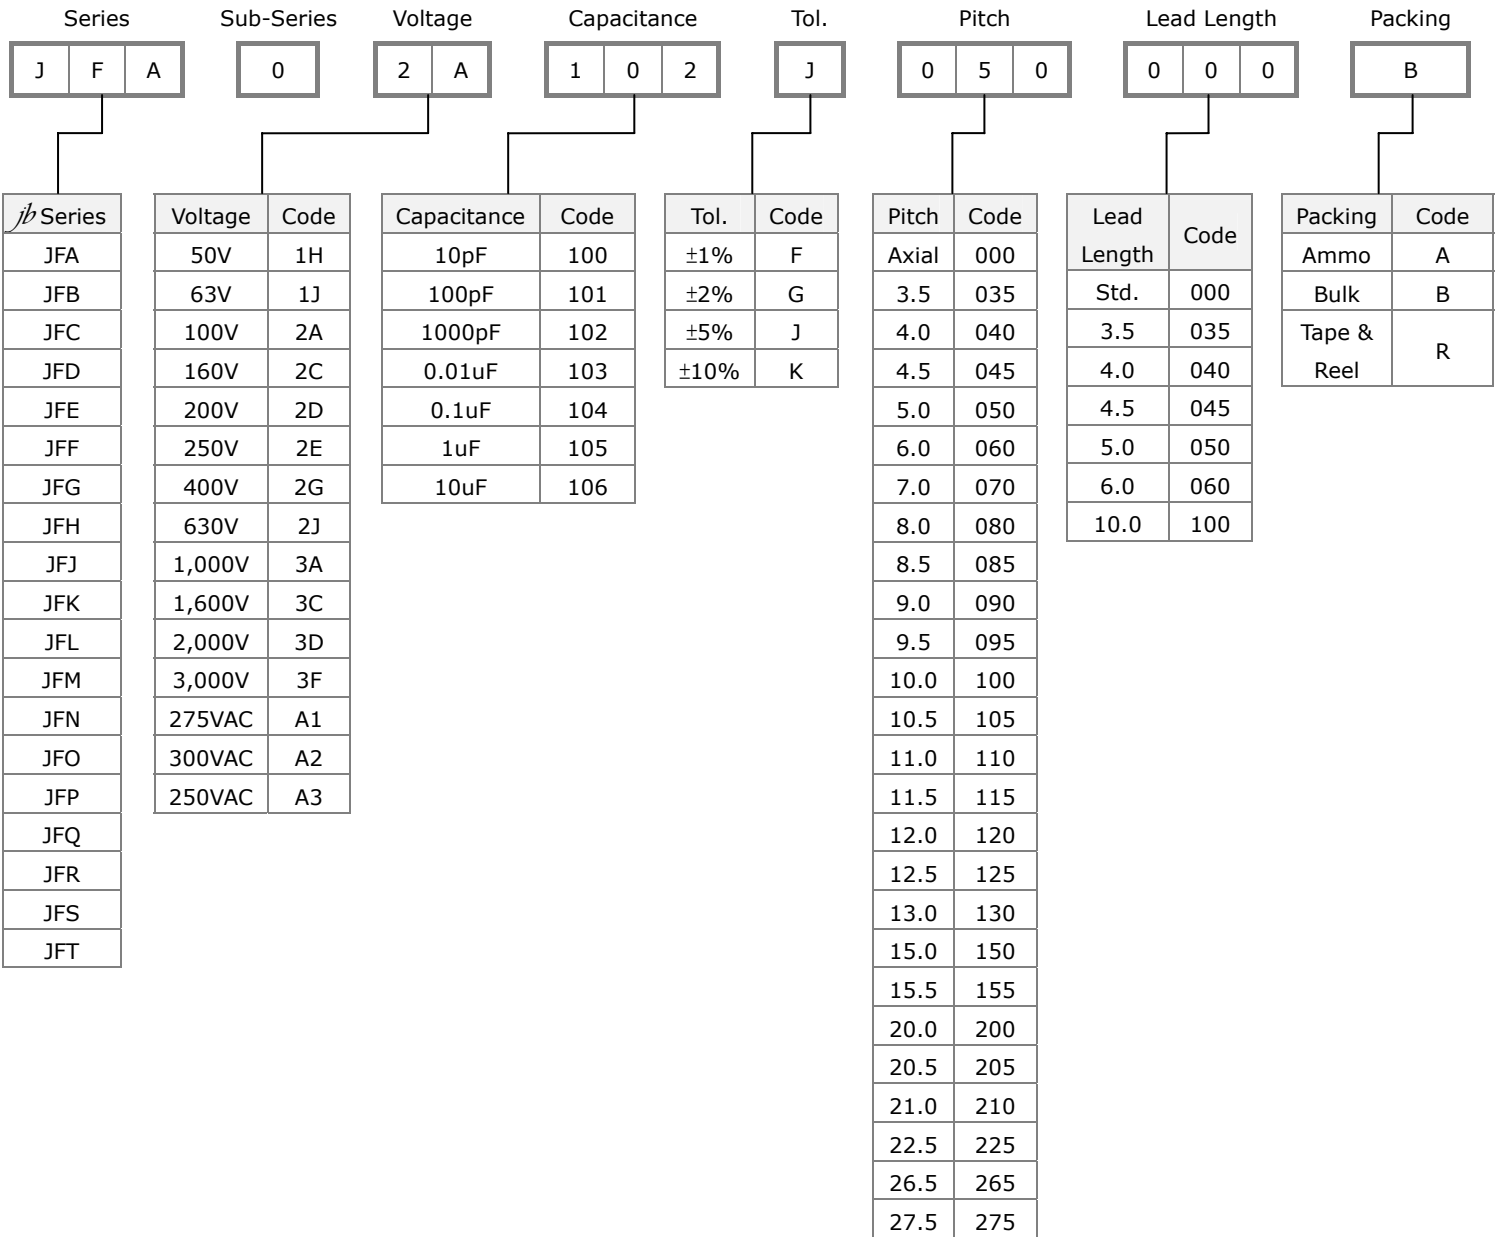 Series Sub-Series Voltage Capacitance Tol. Pitch Lead Length Packing
J F A 0 2 A 1 0 2 J 0 5 0 0 0 0 B
jb Series
JFA
JFB
JFC
JFD
JFE
JFF
JFG
JFH
JFJ
JFK
JFL
JFM
JFN
JFO
JFP
JFQ
JFR
JFS
JFT
Voltage Code
50V 1H
63V 1J
100V 2A
160V 2C
200V 2D
250V 2E
400V 2G
630V 2J
1,000V 3A
1,600V 3C
2,000V 3D
3,000V 3F
275VAC A1
300VAC A2
250VAC A3
Capacitance Code
10pF 100
100pF 101
1000pF 102
0.01uF 103
0.1uF 104
1uF 105
10uF 106
Tol. Code
±1% F
±2% G
±5% J
±10% K
Pitch Code
Axial 000
3.5 035
4.0 040
4.5 045
5.0 050
6.0 060
7.0 070
8.0 080
8.5 085
9.0 090
9.5 095
10.0 100
10.5 105
11.0 110
11.5 115
12.0 120
12.5 125
13.0 130
15.0 150
15.5 155
20.0 200
20.5 205
21.0 210
22.5 225
26.5 265
27.5 275
Lead
Length Code
Std. 000
3.5 035
4.0 040
4.5 045
5.0 050
6.0 060
10.0 100
Packing Code
Ammo A
Bulk B
Tape &
Reel R